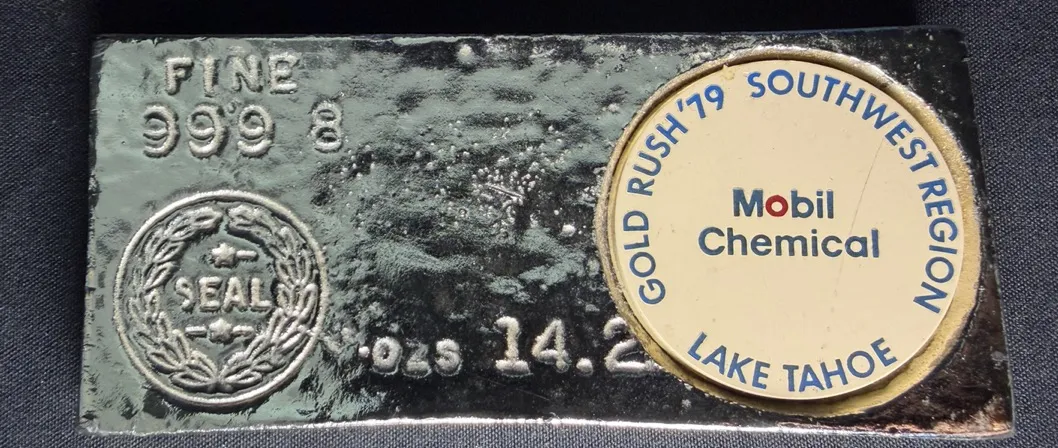 FINE
999 8
SEAL
OZS 14.2
GOLD RUSH '79 SOUTHWEST REGION
Mobil
Chemical
LAKE TAHOE